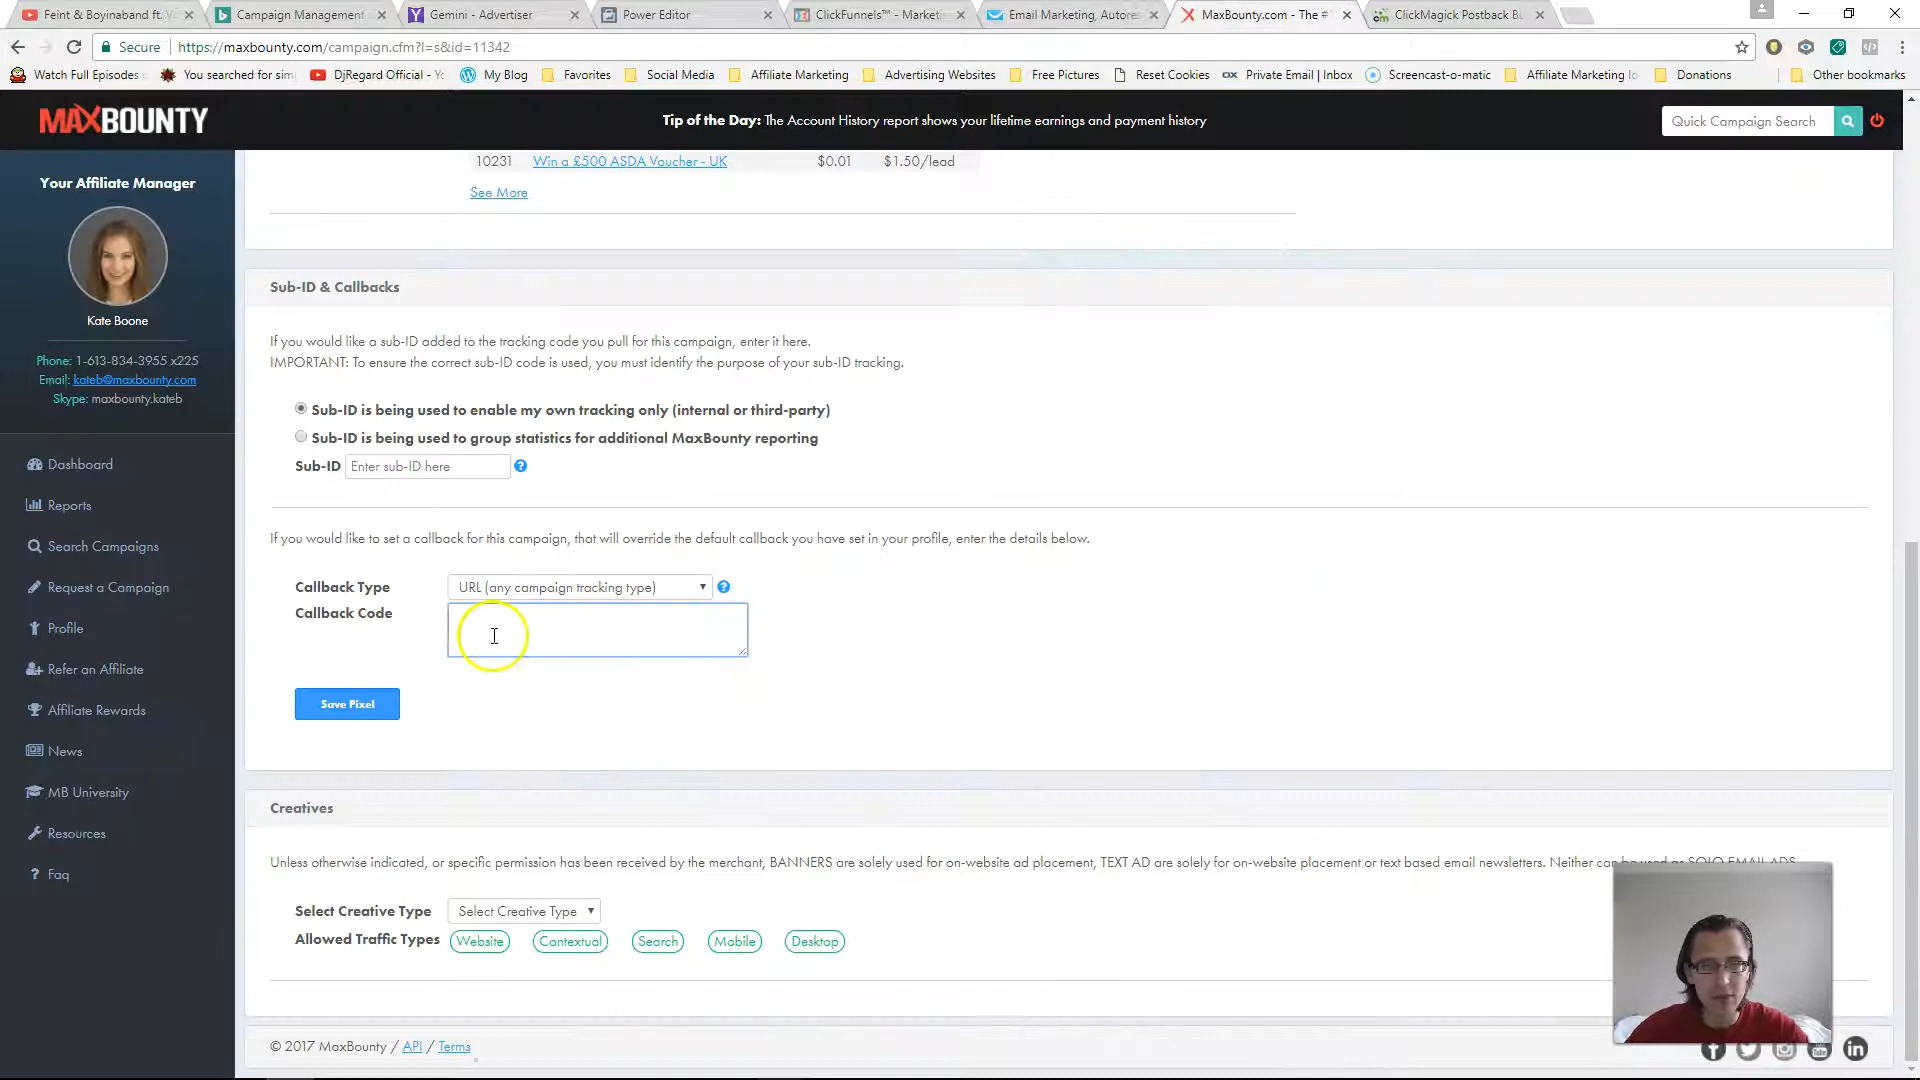 Feint & Boyinaband ft. Y
Campaign Management
Gemini - Advertiser
Power Editor
ClickFunnels™ - Marketi
Email Marketing, Autores
MaxBounty.com - The #
ClickMagick Postback Bu
Secure
https://maxbounty.com/campaign.cfm?l=s&id=11342
Watch Full Episodes
You searched for sim
DjRegard Official - Yo
My Blog
Favorites
Social Media
Affiliate Marketing
Advertising Websites
Free Pictures
Reset Cookies
Private Email | Inbox
Screencast-o-matic
Affiliate Marketing Io
Donations
Other bookmarks
MAXBOUNTY
Tip of the Day: The Account History report shows your lifetime earnings and payment history
Quick Campaign Search
Your Affiliate Manager
Kate Boone
Phone: 1-613-834-3955 x225
Email: kateb@maxbounty.com
Skype: maxbounty.kateb
Dashboard
Reports
Search Campaigns
Request a Campaign
Profile
Refer an Affiliate
Affiliate Rewards
News
MB University
Resources
Faq
10231 Win a £500 ASDA Voucher - UK $0.01 $1.50/lead
See More
Sub-ID & Callbacks
If you would like a sub-ID added to the tracking code you pull for this campaign, enter it here.
IMPORTANT: To ensure the correct sub-ID code is used, you must identify the purpose of your sub-ID tracking.
Sub-ID is being used to enable my own tracking only (internal or third-party)
Sub-ID is being used to group statistics for additional MaxBounty reporting
Sub-ID Enter sub-ID here
If you would like to set a callback for this campaign, that will override the default callback you have set in your profile, enter the details below.
Callback Type URL (any campaign tracking type)
Callback Code
Save Pixel
Creatives
Unless otherwise indicated, or specific permission has been received by the merchant, BANNERS are solely used for on-website ad placement, TEXT AD are solely for on-website placement or text based email newsletters. Neither can be used as SOLO EMAIL ADS
Select Creative Type Select Creative Type
Allowed Traffic Types Website Contextual Search Mobile Desktop
© 2017 MaxBounty / API / Terms